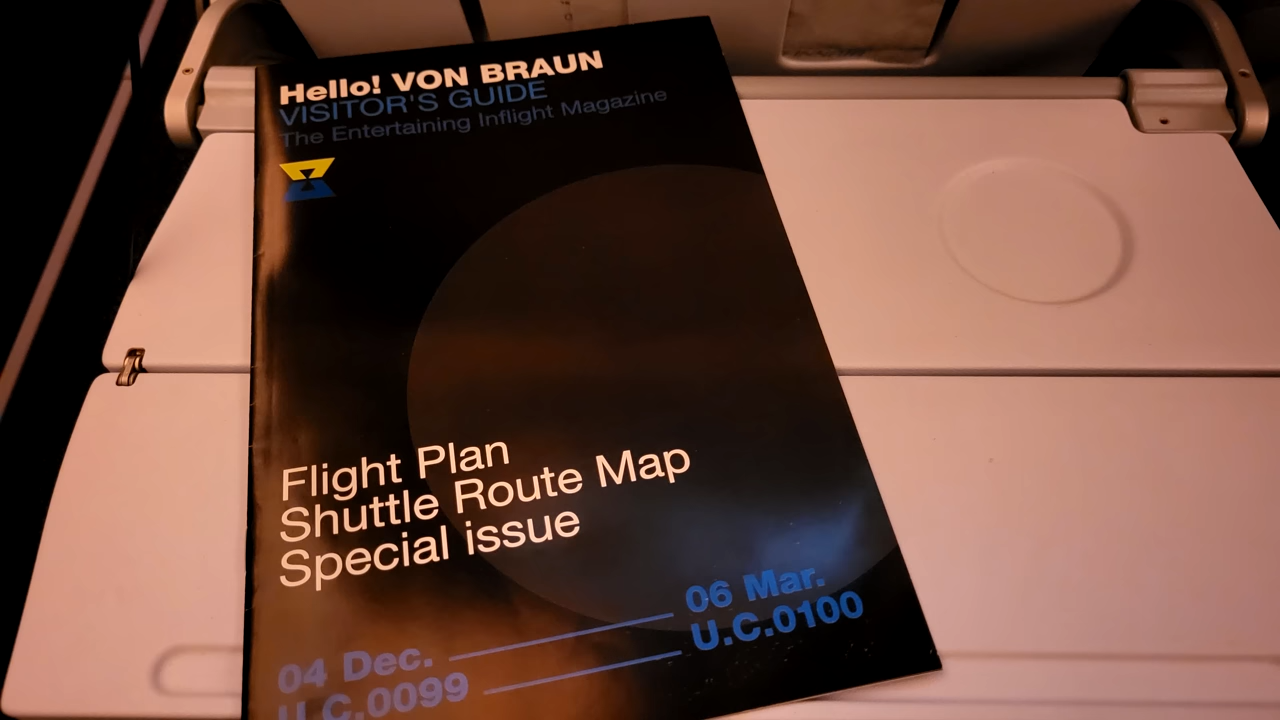 Hello! VON BRAUN
VISITOR'S GUIDE
The Entertaining Inflight Magazine
Flight Plan
Shuttle Route Map
Special issue
04 Dec. 06 Mar.
U.C.0099 U.C.0100